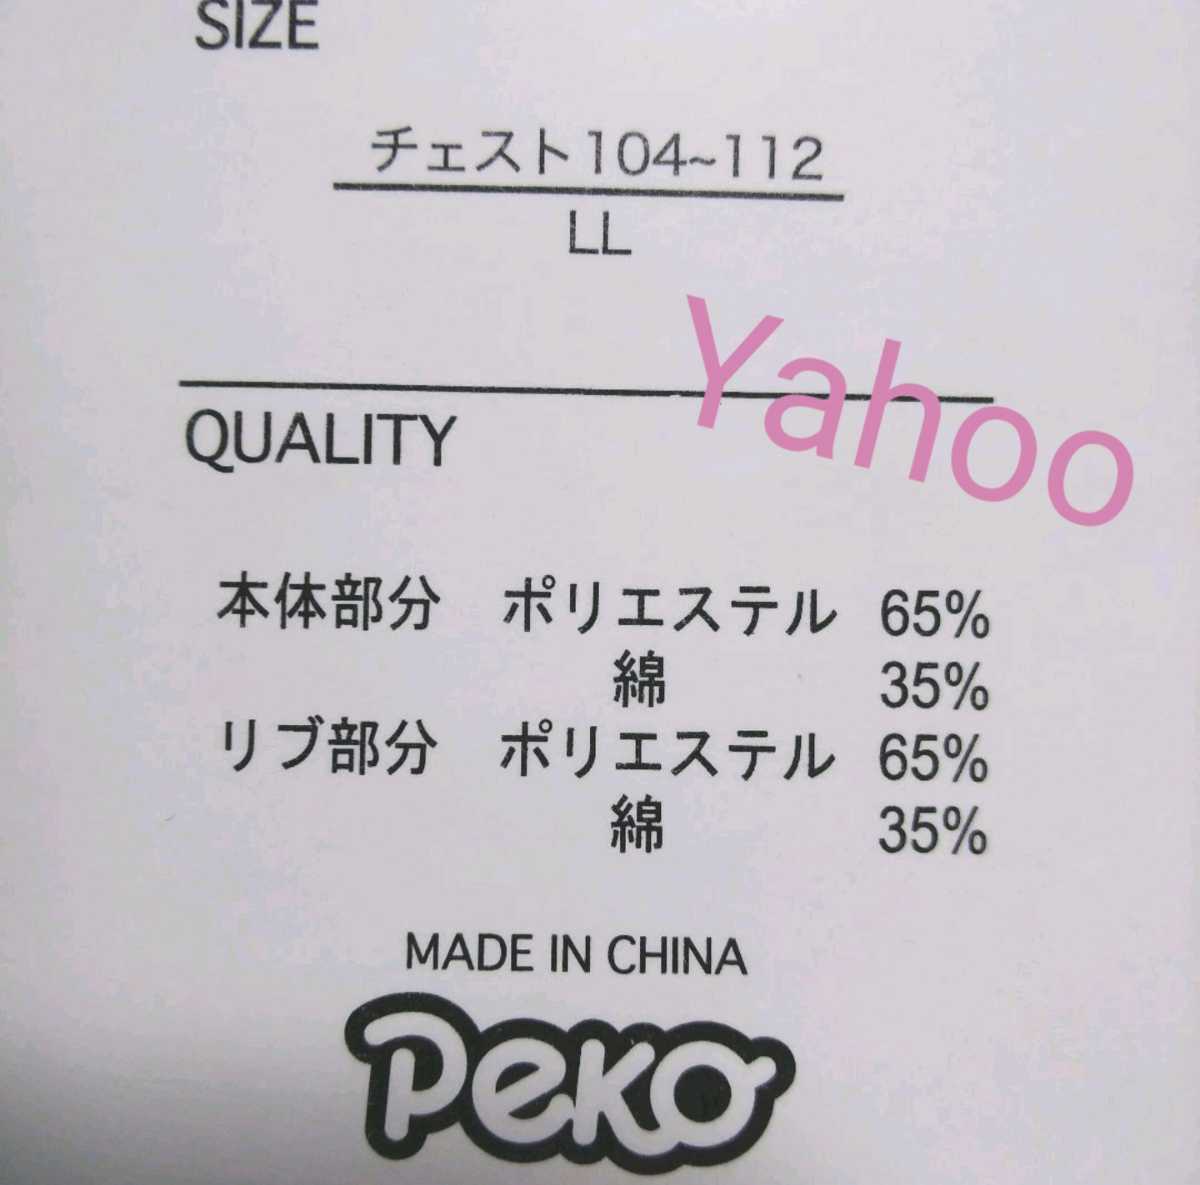 SIZE
チェスト104~112
LL
Yahoo
QUALITY
本体部分 ポリエステル 65%
綿 35%
リブ部分 ポリエステル 65%
綿 35%
MADE IN CHINA
Peko